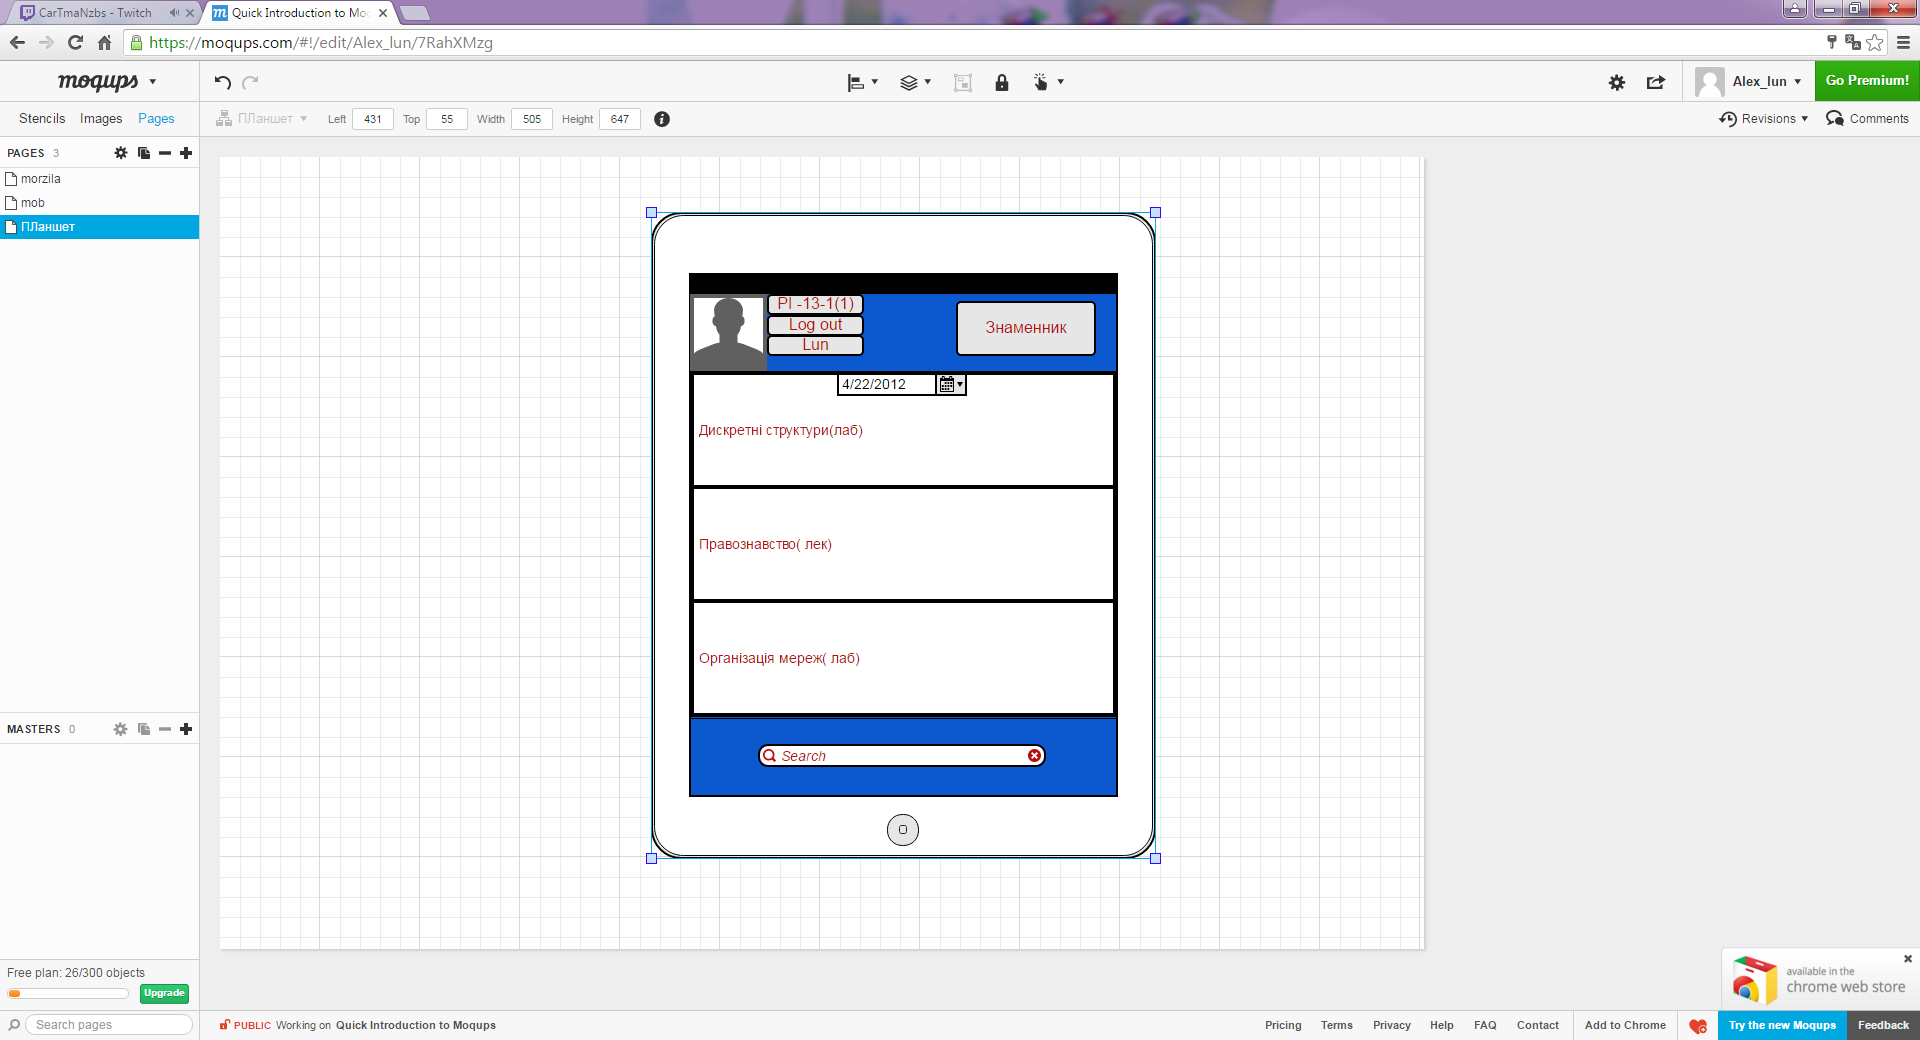 CarTmaNzbs - Twitch
Quick Introduction to Mo
https://moqups.com/#!/edit/Alex_lun/7RahXMzg
moqups
Alex_lun
Go Premium!
Stencils Images Pages
ПЛаншет
Left 431 Top 55 Width 505 Height 647
Revisions
Comments
PAGES 3
morzila
mob
ПЛаншет
PI -13-1(1)
Log out
Lun
Знаменник
4/22/2012
Дискретні структури(лаб)
Правознавство( лек)
Організація мереж( лаб)
Search
MASTERS 0
Free plan: 26/300 objects
Upgrade
Search pages
available in the
chrome web store
PUBLIC Working on Quick Introduction to Moqups
Pricing Terms Privacy Help FAQ Contact Add to Chrome Try the new Moqups Feedback